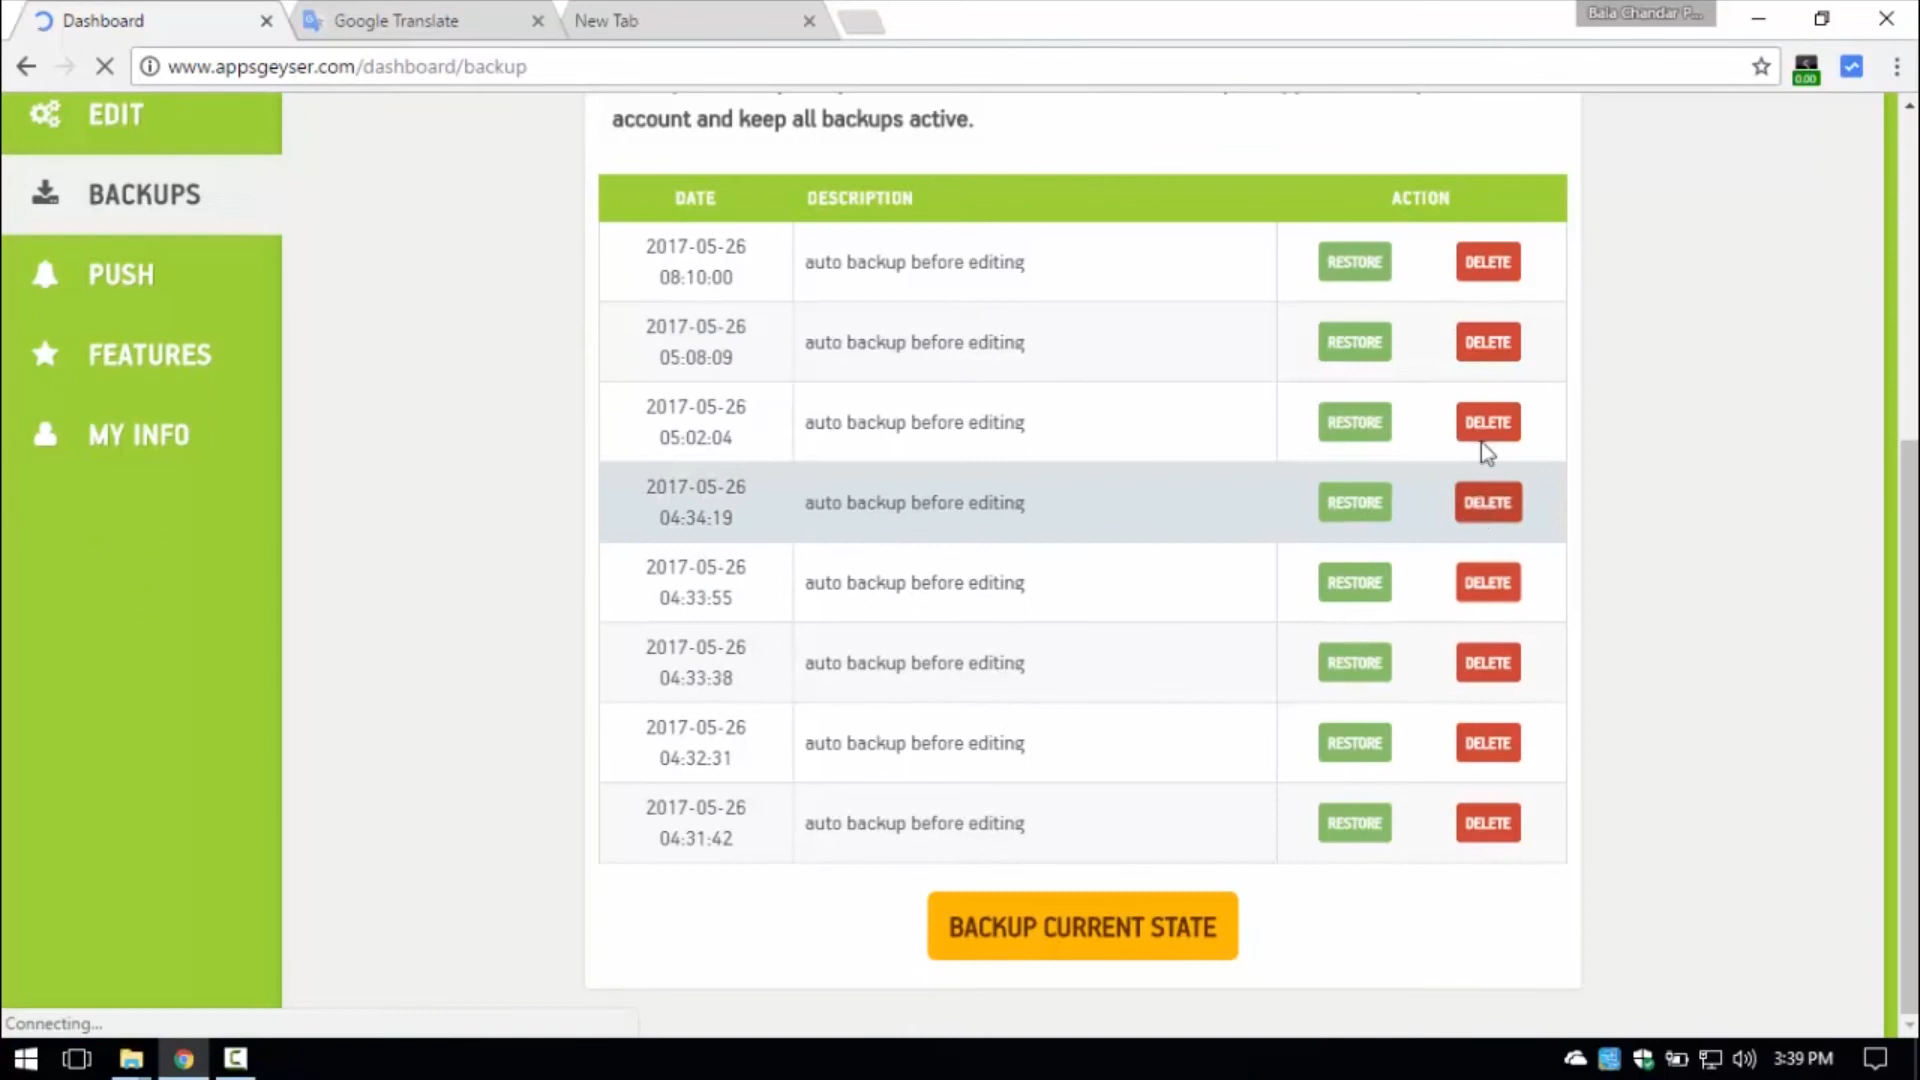 Dashboard
Google Translate
New Tab
Bala Chandar P...
www.appsgeyser.com/dashboard/backup
0.00
EDIT
BACKUPS
PUSH
FEATURES
MY INFO
account and keep all backups active.
DATE DESCRIPTION ACTION
2017-05-26
08:10:00
auto backup before editing
RESTORE DELETE
2017-05-26
05:08:09
auto backup before editing
RESTORE DELETE
2017-05-26
05:02:04
auto backup before editing
RESTORE DELETE
2017-05-26
04:34:19
auto backup before editing
RESTORE DELETE
2017-05-26
04:33:55
auto backup before editing
RESTORE DELETE
2017-05-26
04:33:38
auto backup before editing
RESTORE DELETE
2017-05-26
04:32:31
auto backup before editing
RESTORE DELETE
2017-05-26
04:31:42
auto backup before editing
RESTORE DELETE
BACKUP CURRENT STATE
Connecting...
3:39 PM